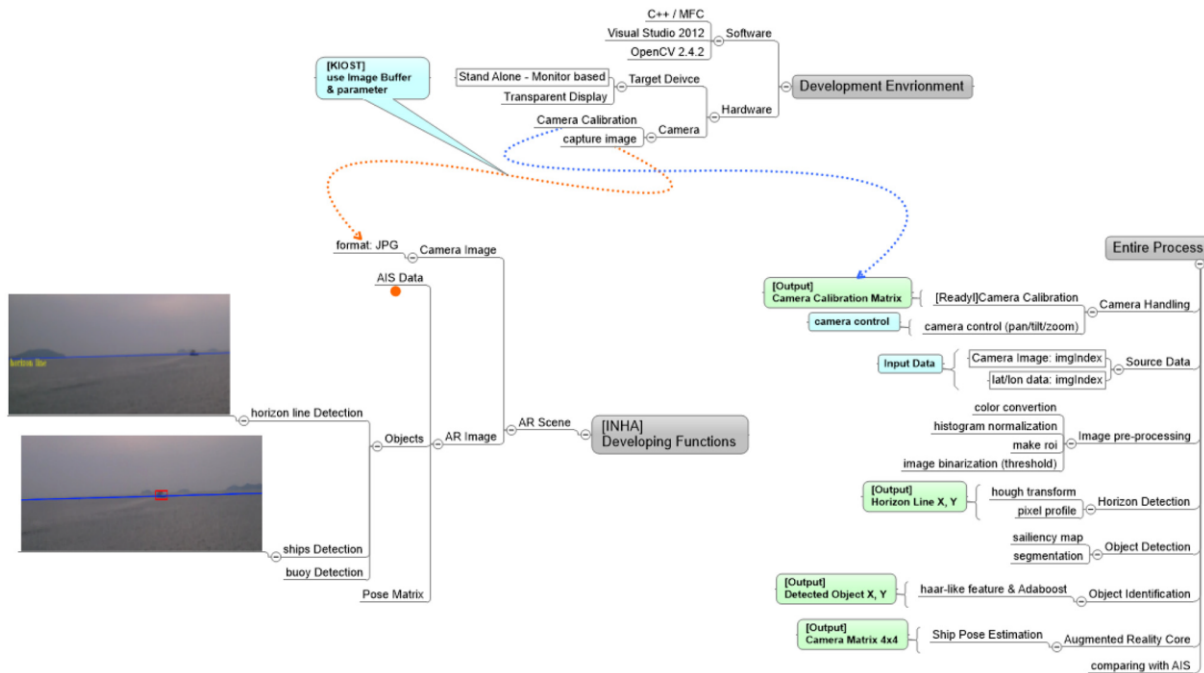 C++ / MFC
Visual Studio 2012
OpenCV 2.4.2
Software
[KIOST]
use Image Buffer
& parameter
Stand Alone - Monitor based
Transparent Display
Target Deivce
Development Envrionment
Hardware
Camera Calibration
capture image
Camera
format: JPG
Camera Image
AIS Data
horizon line
horizon line Detection
Objects
AR Image
AR Scene
[INHA]
Developing Functions
ships Detection
buoy Detection
Pose Matrix
Entire Process
[Output]
Camera Calibration Matrix
[Readyl]Camera Calibration
Camera Handling
camera control
camera control (pan/tilt/zoom)
Input Data
Camera Image: imgIndex
lat/lon data: imgIndex
Source Data
color convertion
histogram normalization
make roi
image binarization (threshold)
Image pre-processing
[Output]
Horizon Line X, Y
hough transform
pixel profile
Horizon Detection
sailiency map
segmentation
Object Detection
[Output]
Detected Object X, Y
haar-like feature & Adaboost
Object Identification
[Output]
Camera Matrix 4x4
Ship Pose Estimation
Augmented Reality Core
comparing with AIS